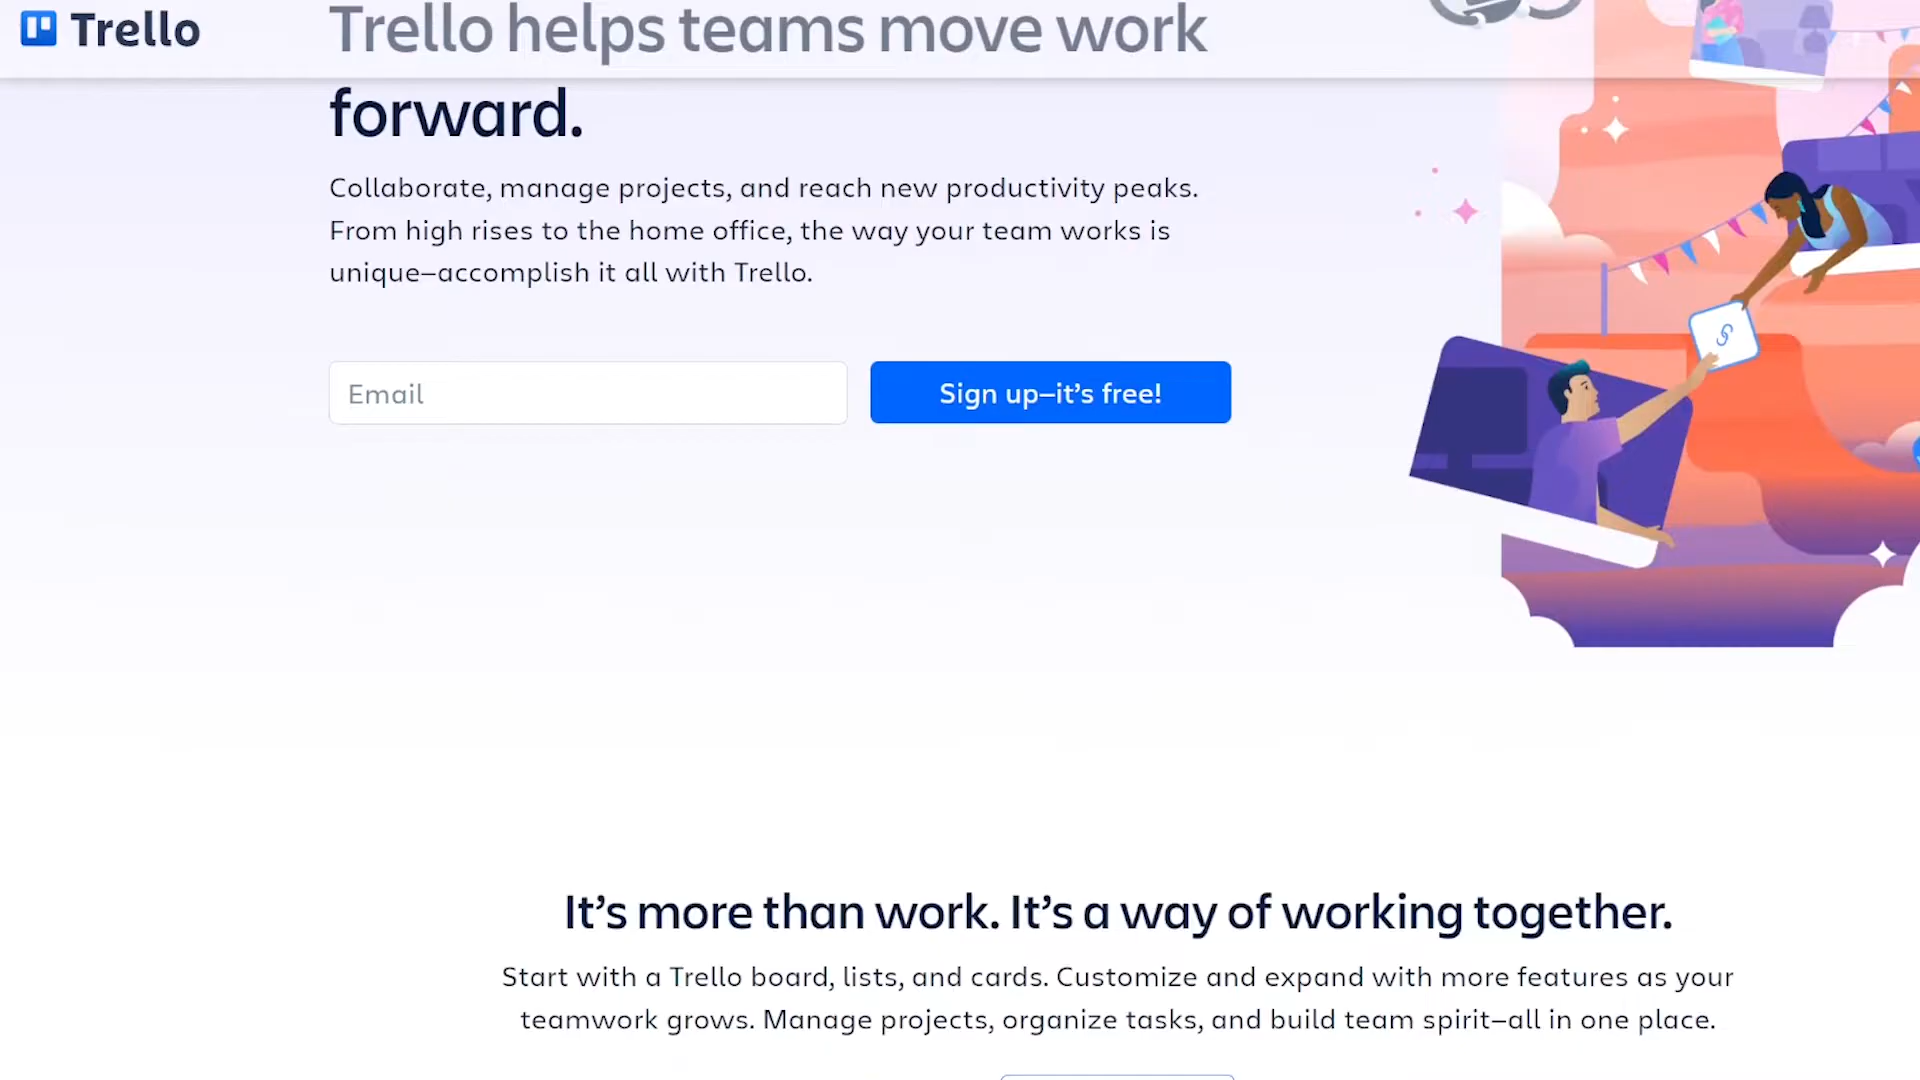 Trello
Trello helps teams move work
forward.
Collaborate, manage projects, and reach new productivity peaks.
From high rises to the home office, the way your team works is
unique—accomplish it all with Trello.
Email
Sign up—it’s free!
It’s more than work. It’s a way of working together.
Start with a Trello board, lists, and cards. Customize and expand with more features as your
teamwork grows. Manage projects, organize tasks, and build team spirit—all in one place.